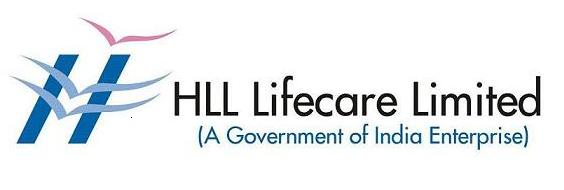 HLL Lifecare Limited
(A Government of India Enterprise)